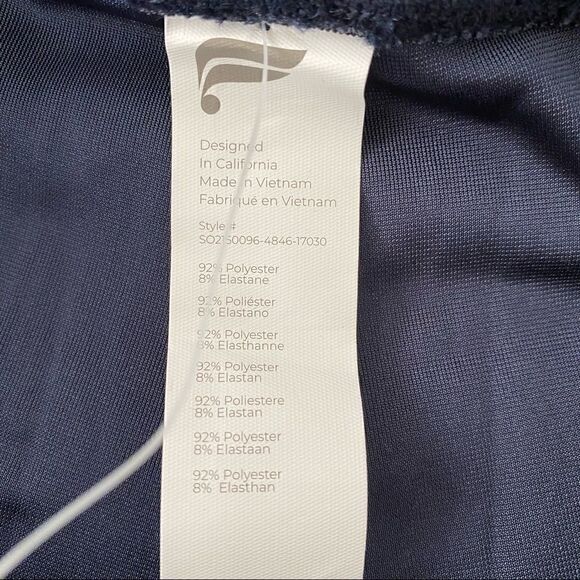 Designed
In California
Made in Vietnam
Fabriqué en Vietnam
Style #
SO2150096-4846-17030
92% Polyester
8% Elastane
92% Poliéster
8% Elastano
92% Polyester
8% Elasthanne
92% Polyester
8% Elastan
92% Poliestere
8% Elastan
92% Polyester
8% Elastaan
92% Polyester
8% Elasthan